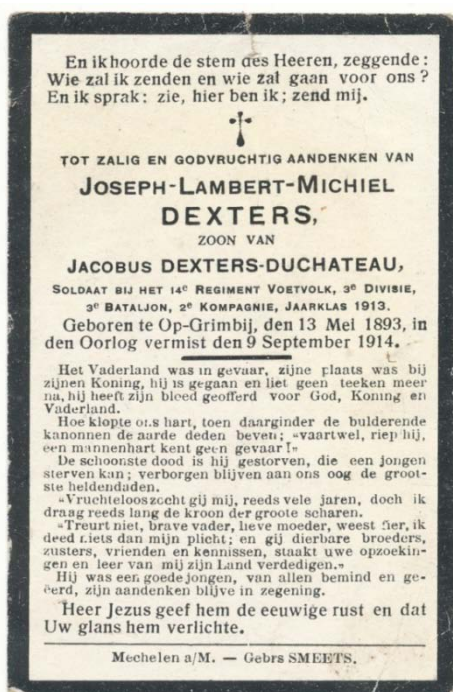 En ik hoorde de stem des Heeren, zeggende:
Wie zal ik zenden en wie zal gaan voor ons?
En ik sprak: zie, hier ben ik; zend mij.
TOT ZALIG EN GODVRUCHTIG AANDENKEN VAN
JOSEPH-LAMBERT-MICHIEL
DEXTERS,
ZOON VAN
JACOBUS DEXTERS-DUCHATEAU,
SOLDAAT BIJ HET 14e REGIMENT VOETVOLK, 3e DIVISIE,
3e BATALJON, 2e KOMPAGNIE, JAARKLAS 1913.
Geboren te Op-Grimbij, den 13 Mei 1893, in
den Oorlog vermist den 9 September 1914.
Het Vaderland was in gevaar, zijne plaats was bij
zijnen Koning, hij is gegaan en liet geen teeken meer
na, hij heeft zijn bloed geofferd voor God, Koning en
Vaderland.
Hoe klopte ons hart, toen daarginder de bulderende
kanonnen de aarde deden beven; «vaartwel, riep hij,
een mannenhart kent geen gevaar!»
De schoonste dood is hij gestorven, die een jongen
sterven kan; verborgen blijven aan ons oog de groot-
ste heldendaden.
«Vruchteloos zocht gij mij, reeds vele jaren, doch ik
draag reeds lang de kroon der groote scharen.
«Treurt niet, brave vader, lieve moeder, weest fier, ik
deed niets dan mijn plicht; en gij dierbare broeders,
zusters, vrienden en kennissen, staakt uwe opzoekin-
gen en leer van mij zijn Land verdedigen.»
Hij was een goede jongen, van allen bemind en ge-
eerd, zijn aandenken blijve in zegening.
Heer Jezus geef hem de eeuwige rust en dat
Uw glans hem verlichte.
Mechelen a/M. — Gebrs SMEETS.